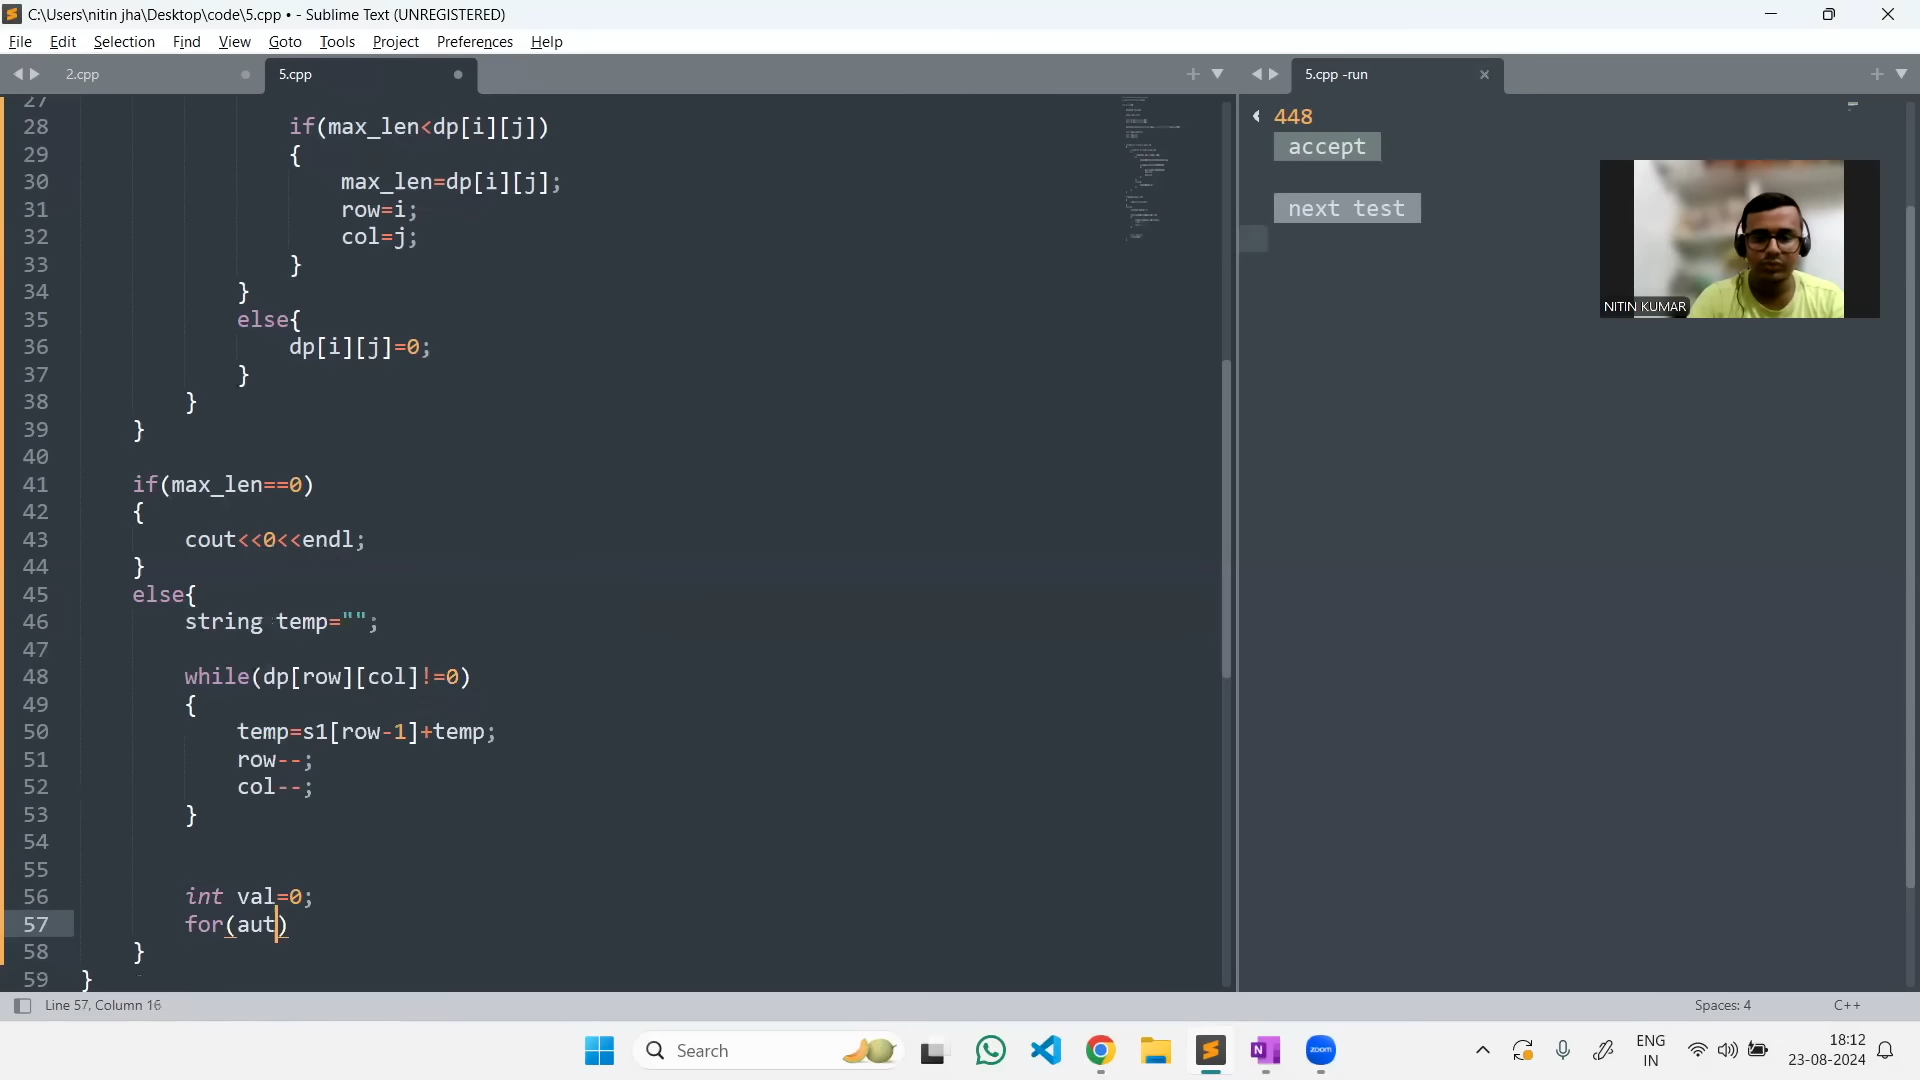 C:\Users\nitin jha\Desktop\code\5.cpp • - Sublime Text (UNREGISTERED)
File Edit Selection Find View Goto Tools Project Preferences Help
2.cpp 5.cpp 5.cpp -run
27
28 if(max_len<dp[i][j])
29 {
30 max_len=dp[i][j];
31 row=i;
32 col=j;
33 }
34 }
35 else{
36 dp[i][j]=0;
37 }
38 }
39 }
40
41 if(max_len==0)
42 {
43 cout<<0<<endl;
44 }
45 else{
46 string temp="";
47
48 while(dp[row][col]!=0)
49 {
50 temp=s1[row-1]+temp;
51 row--;
52 col--;
53 }
54
55
56 int val=0;
57 for(aut)
58 }
59 }
448
accept
next test
NITIN KUMAR
Line 57, Column 16 Spaces: 4 C++
Search
zoom
ENG
IN
18:12
23-08-2024